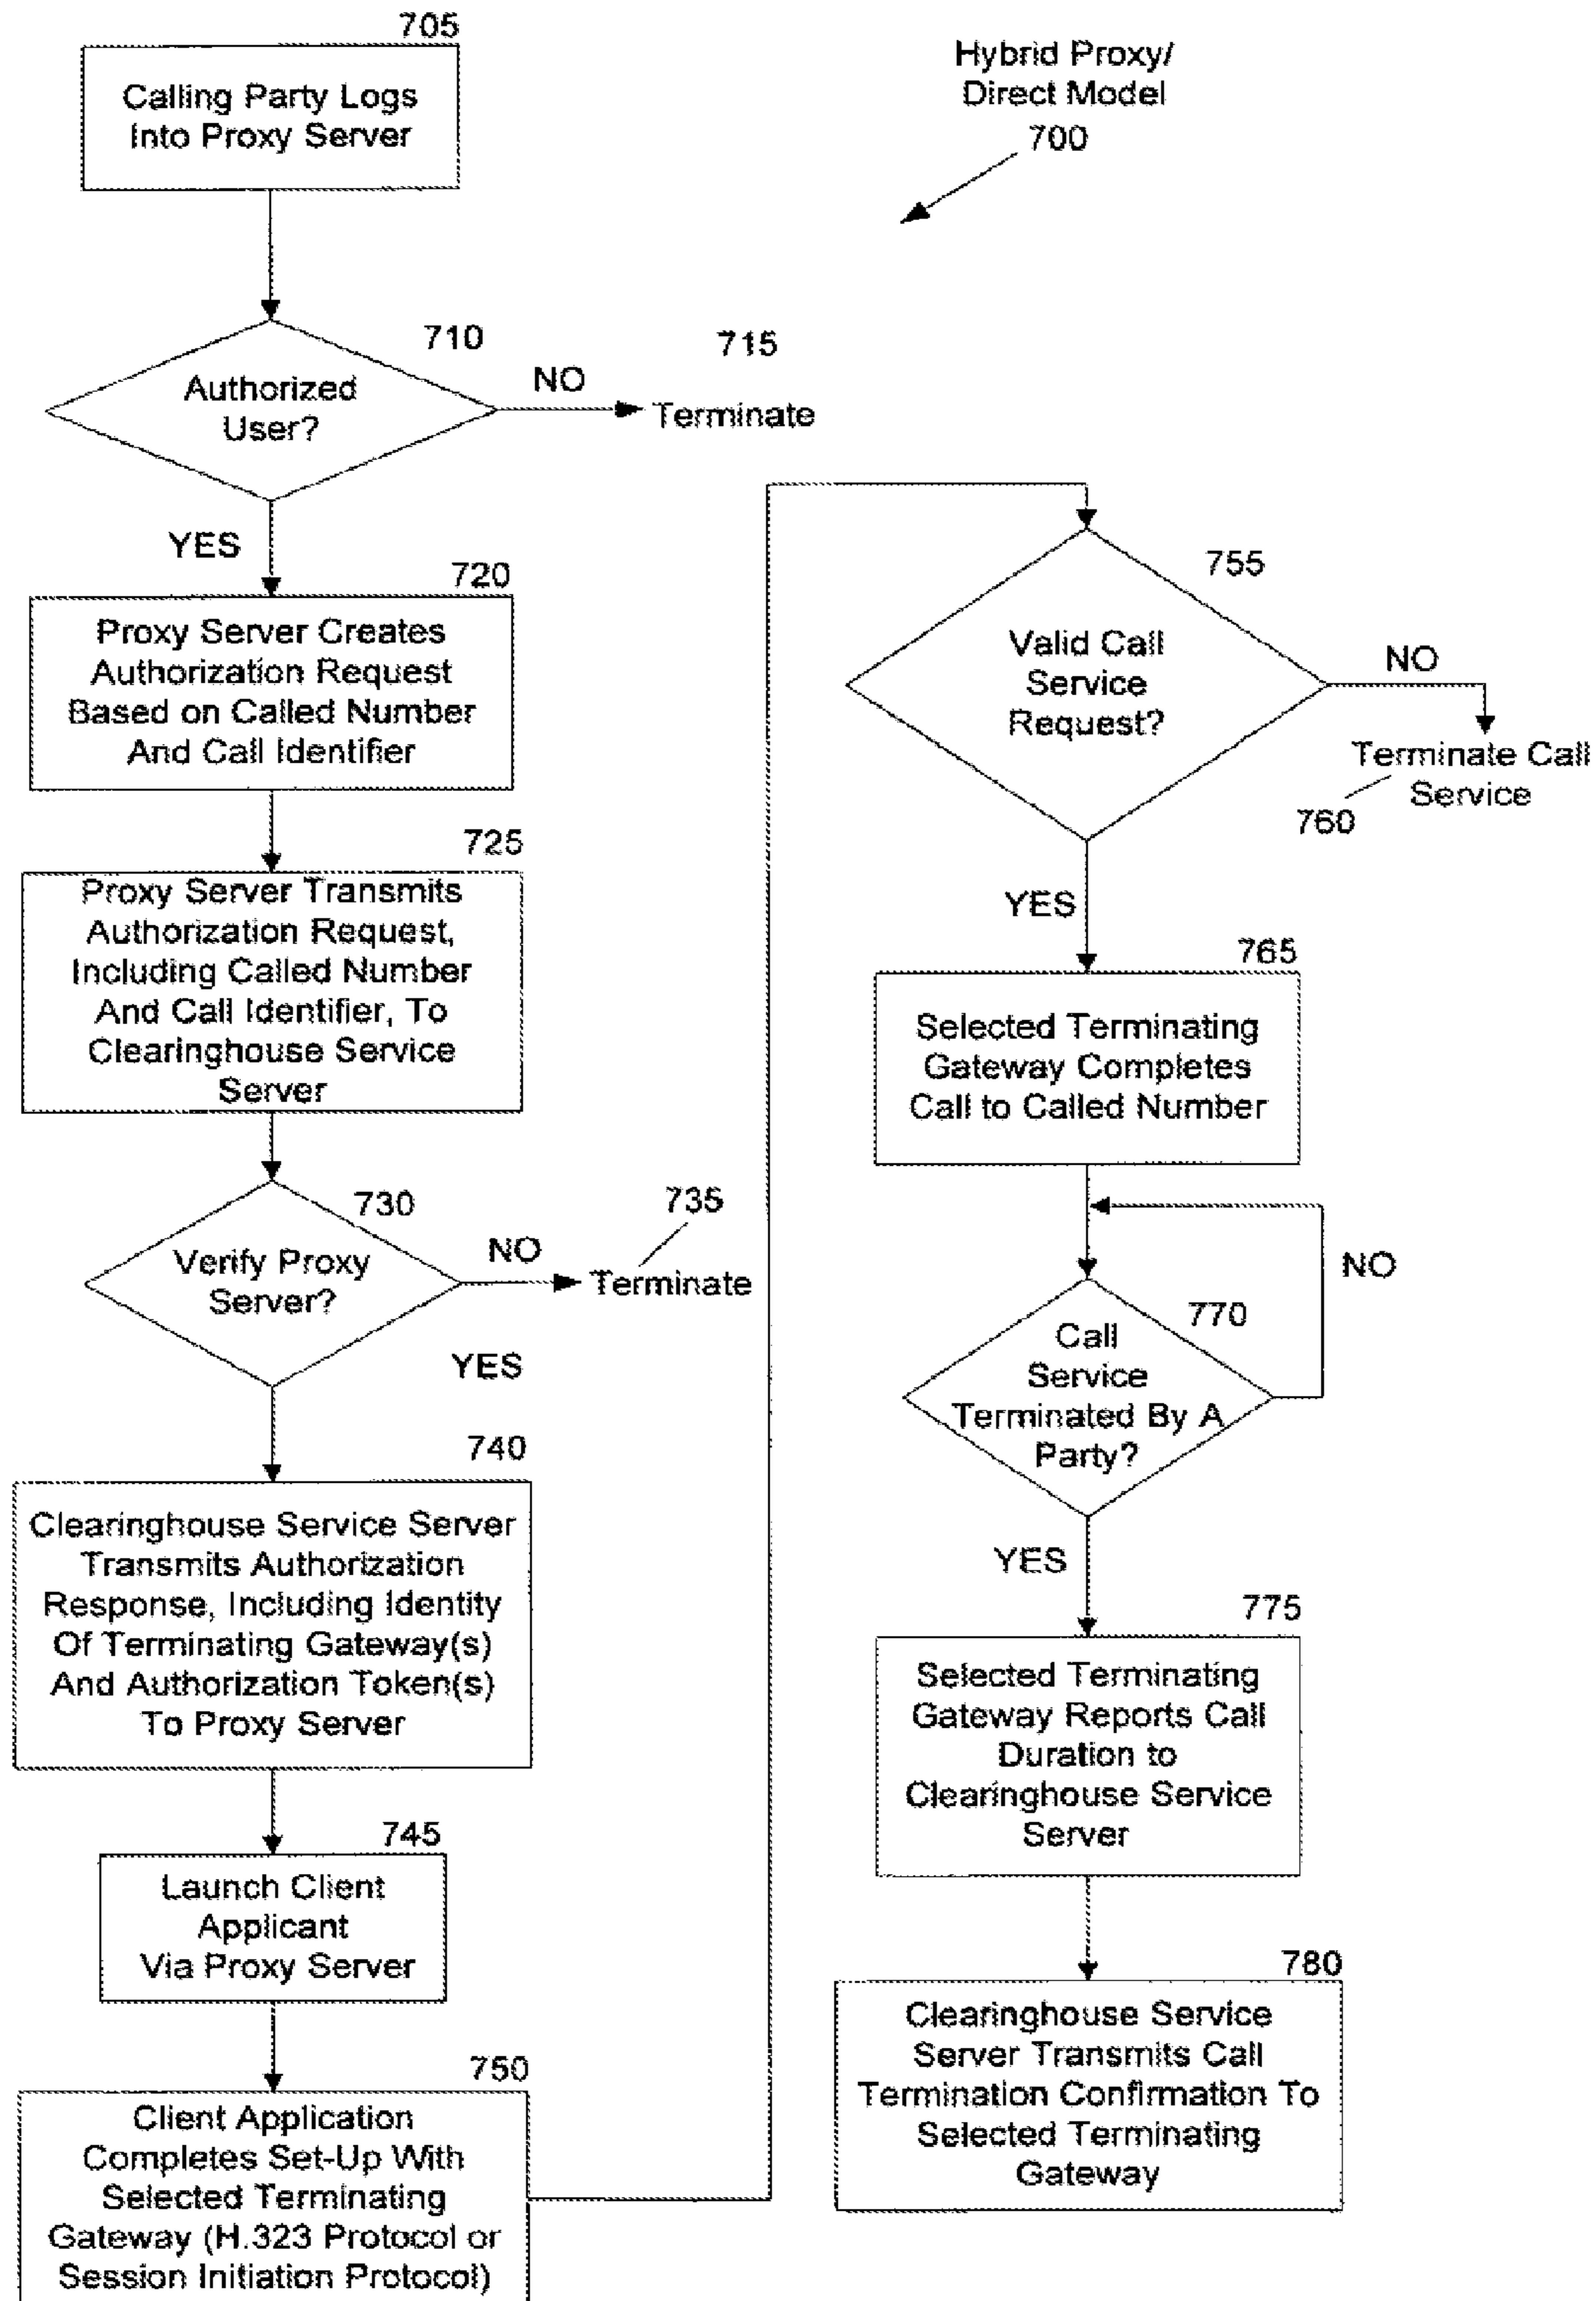 705
Calling Party Logs
Into Proxy Server
Hybrid Proxy/
Direct Model
700
710
Authorized
User?
NO
715
Terminate
YES
720
Proxy Server Creates
Authorization Request
Based on Called Number
And Call Identifier
725
Proxy Server Transmits
Authorization Request,
Including Called Number
And Call Identifier, To
Clearinghouse Service
Server
730
Verify Proxy
Server?
NO
735
Terminate
YES
740
Clearinghouse Service Server
Transmits Authorization
Response, Including Identity
Of Terminating Gateway(s)
And Authorization Token(s)
To Proxy Server
745
Launch Client
Applicant
Via Proxy Server
750
Client Application
Completes Set-Up With
Selected Terminating
Gateway (H.323 Protocol or
Session Initiation Protocol)
755
Valid Call
Service
Request?
NO
Terminate Call
Service
760
YES
765
Selected Terminating
Gateway Completes
Call to Called Number
770
Call
Service
Terminated By A
Party?
NO
YES
775
Selected Terminating
Gateway Reports Call
Duration to
Clearinghouse Service
Server
780
Clearinghouse Service
Server Transmits Call
Termination Confirmation To
Selected Terminating
Gateway